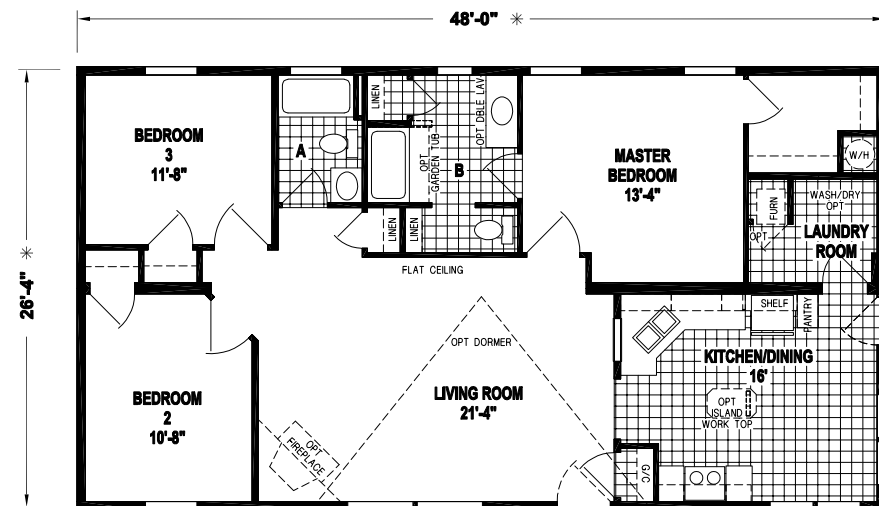 48'-0" ✳
26'-4" ✳
BEDROOM
3
11'-8"
A
LINEN
OPT DBLE LAV
OPT
GARDEN TUB
B
MASTER
BEDROOM
13'-4"
W/H
WASH/DRY
OPT
FURN
OPT
LAUNDRY
ROOM
LINEN
LINEN
FLAT CEILING
SHELF
PANTRY
OPT DORMER
KITCHEN/DINING
16'
BEDROOM
2
10'-8"
LIVING ROOM
21'-4"
OPT
ISLAND
WORK TOP
OPT
FIREPLACE
G/C